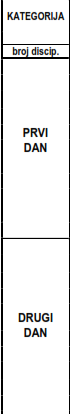 KATEGORIJA
broj discip.
PRVI
DAN
DRUGI
DAN